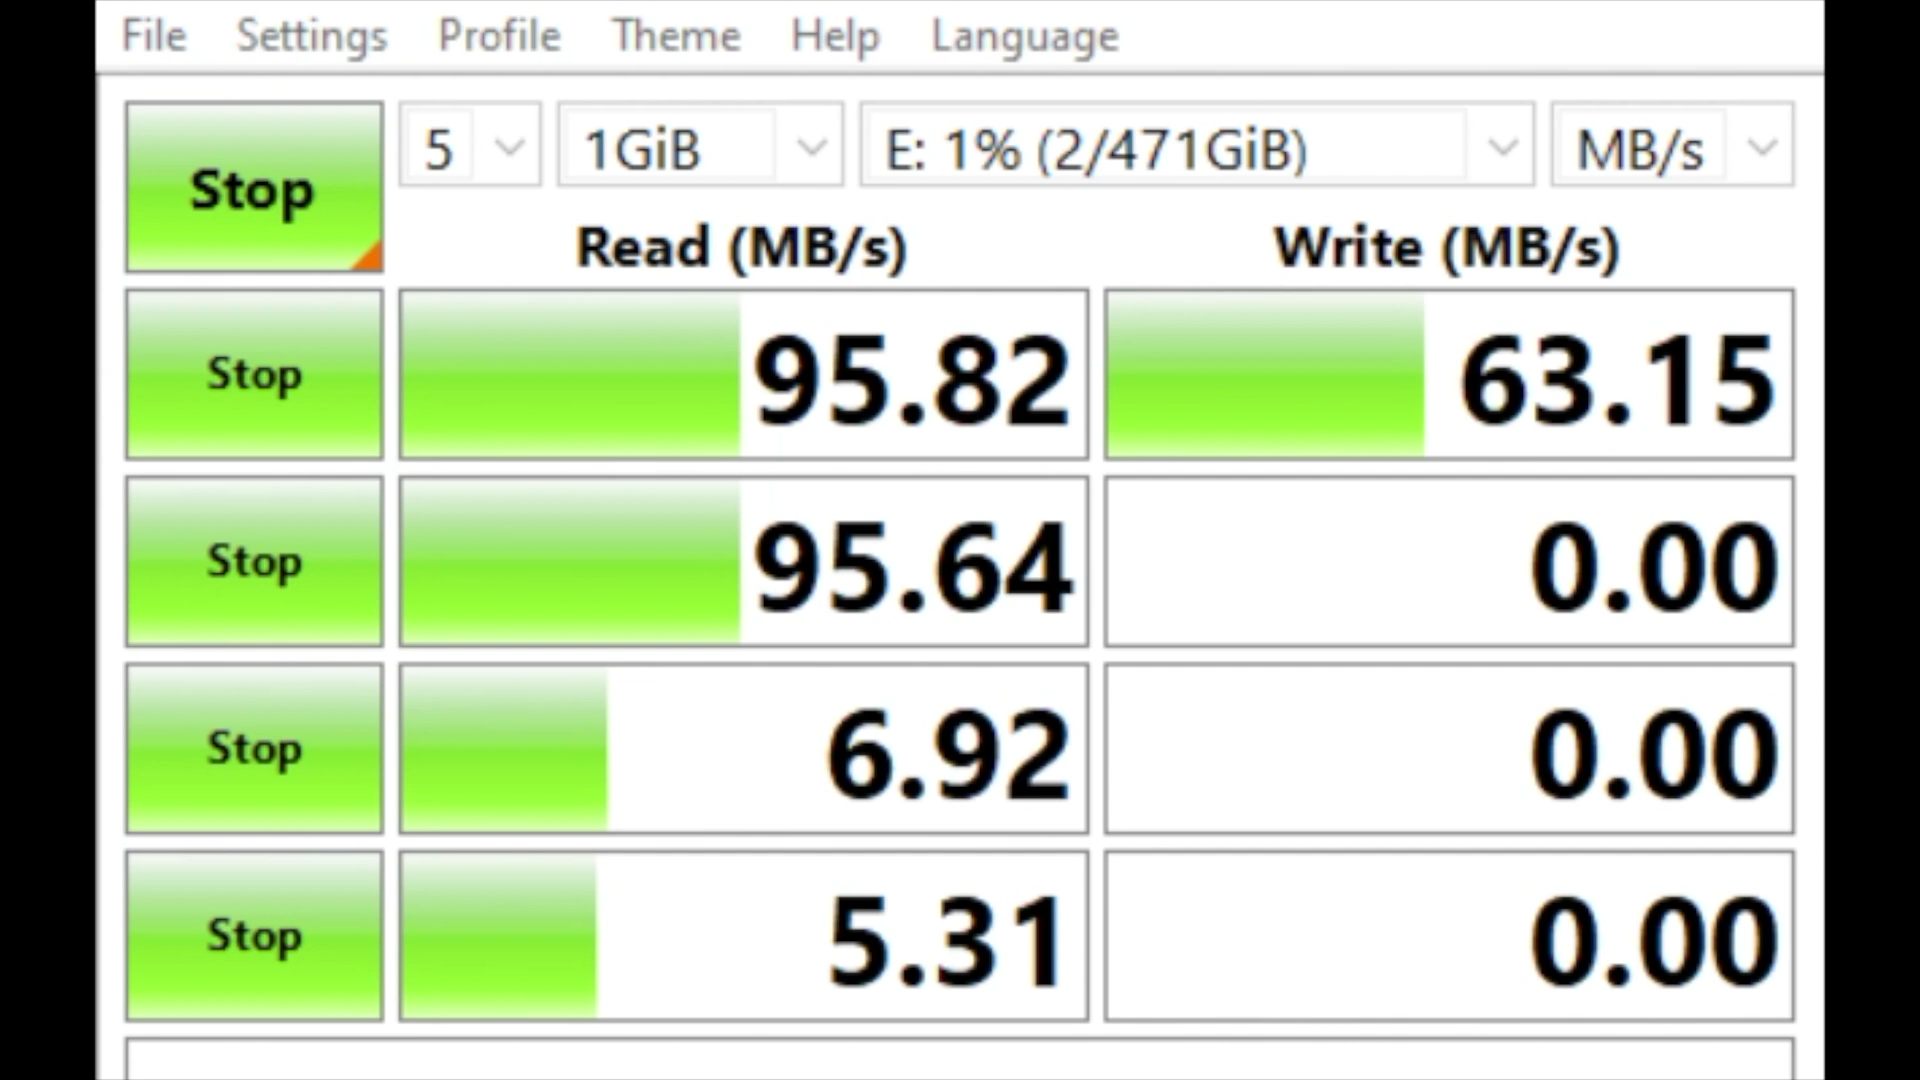 File Settings Profile Theme Help Language
Stop 5 1GiB E: 1% (2/471GiB) MB/s
Read (MB/s) Write (MB/s)
Stop 95.82 63.15
Stop 95.64 0.00
Stop 6.92 0.00
Stop 5.31 0.00